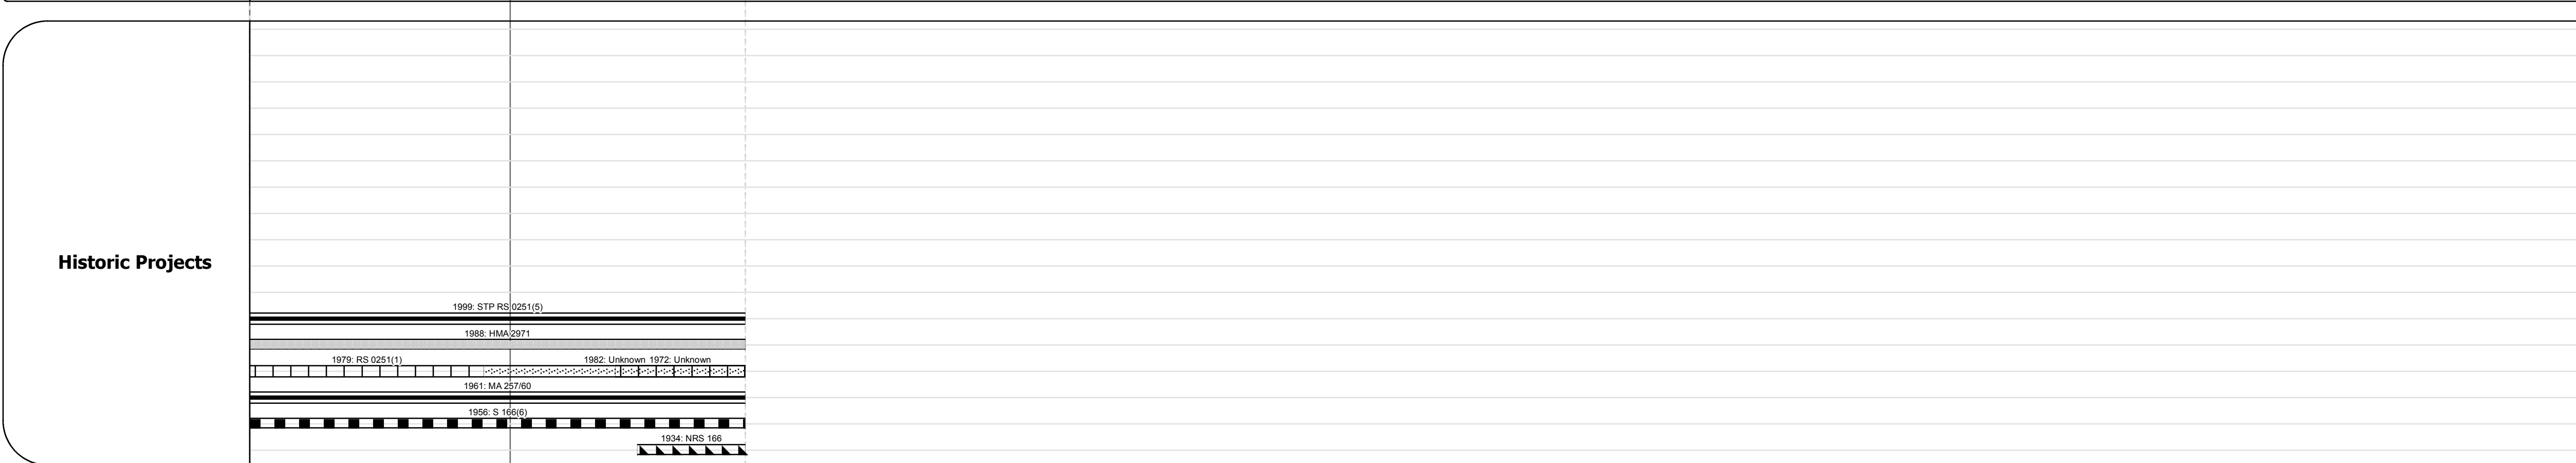 Historic Projects
1999: STP RS 0251(5)
1988: HMA 2971
1979: RS 0251(1) 1982: Unknown 1972: Unknown
1961: MA 257/60
1956: S 166(6)
1934: NRS 166